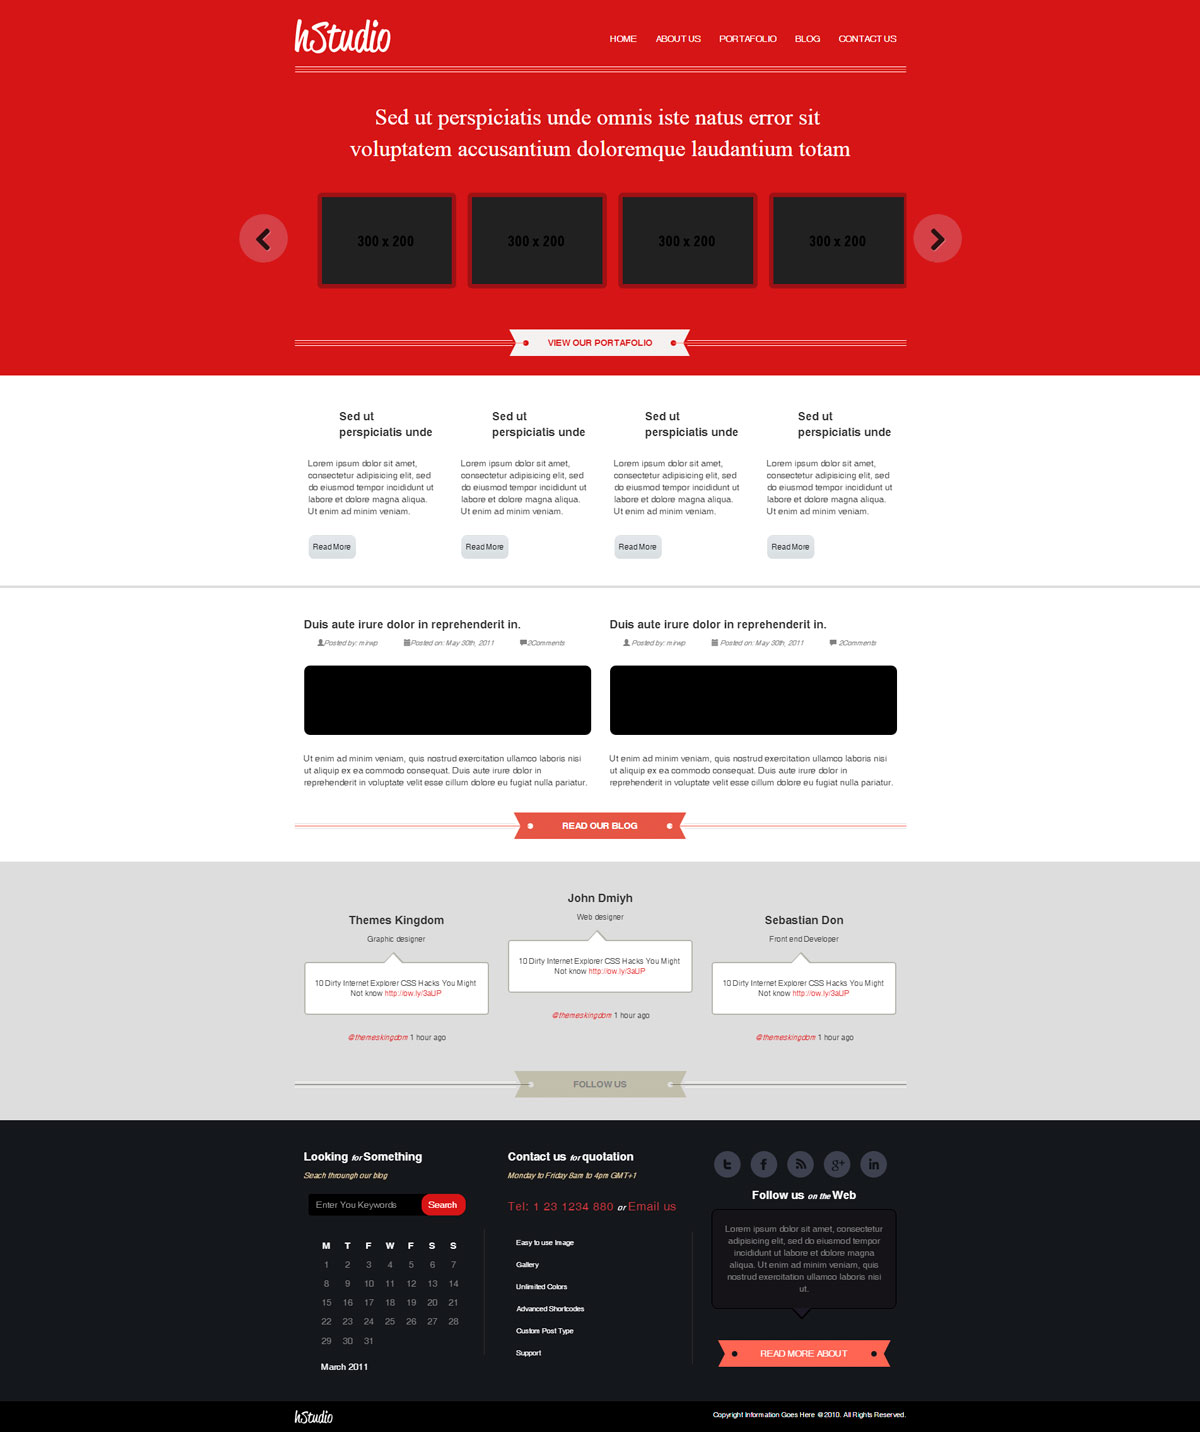 hStudio
HOME ABOUT US PORTAFOLIO BLOG CONTACT US
Sed ut perspiciatis unde omnis iste natus error sit
voluptatem accusantium doloremque laudantium totam
300 x 200 300 x 200 300 x 200 300 x 200
VIEW OUR PORTAFOLIO
Sed ut
perspiciatis unde
Lorem ipsum dolor sit amet,
consectetur adipisicing elit, sed
do eiusmod tempor incididunt ut
labore et dolore magna aliqua.
Ut enim ad minim veniam.
Read More
Sed ut
perspiciatis unde
Lorem ipsum dolor sit amet,
consectetur adipisicing elit, sed
do eiusmod tempor incididunt ut
labore et dolore magna aliqua.
Ut enim ad minim veniam.
Read More
Sed ut
perspiciatis unde
Lorem ipsum dolor sit amet,
consectetur adipisicing elit, sed
do eiusmod tempor incididunt ut
labore et dolore magna aliqua.
Ut enim ad minim veniam.
Read More
Sed ut
perspiciatis unde
Lorem ipsum dolor sit amet,
consectetur adipisicing elit, sed
do eiusmod tempor incididunt ut
labore et dolore magna aliqua.
Ut enim ad minim veniam.
Read More
Duis aute irure dolor in reprehenderit in.
Posted by: mrwp Posted on: May 30th, 2011 2Comments
Ut enim ad minim veniam, quis nostrud exercitation ullamco laboris nisi
ut aliquip ex ea commodo consequat. Duis aute irure dolor in
reprehenderit in voluptate velit esse cillum dolore eu fugiat nulla pariatur.
Duis aute irure dolor in reprehenderit in.
Posted by: mrwp Posted on: May 30th, 2011 2Comments
Ut enim ad minim veniam, quis nostrud exercitation ullamco laboris nisi
ut aliquip ex ea commodo consequat. Duis aute irure dolor in
reprehenderit in voluptate velit esse cillum dolore eu fugiat nulla pariatur.
READ OUR BLOG
Themes Kingdom
Graphic designer
10 Dirty Internet Explorer CSS Hacks You Might
Not know http://ow.ly/3aUP
@themeskingdom 1 hour ago
John Dmiyh
Web designer
10 Dirty Internet Explorer CSS Hacks You Might
Not know http://ow.ly/3aUP
@themeskingdom 1 hour ago
Sebastian Don
Front end Developer
10 Dirty Internet Explorer CSS Hacks You Might
Not know http://ow.ly/3aUP
@themeskingdom 1 hour ago
FOLLOW US
Looking for Something
Seach throungh our blog
Enter You Keywords Search
M T F W F S S
1 2 3 4 5 6 7
8 9 10 11 12 13 14
15 16 17 18 19 20 21
22 23 24 25 26 27 28
29 30 31
March 2011
Contact us for quotation
Monday to Friday 8am to 4pm GMT+1
Tel: 1 23 1234 880 or Email us
Easy to use Image
Gallery
Unlimited Colors
Advanced Shortcodes
Custom Post Type
Support
Follow us on the Web
Lorem ipsum dolor sit amet, consectetur
adipisicing elit, sed do eiusmod tempor
incididunt ut labore et dolore magna
aliqua. Ut enim ad minim veniam, quis
nostrud exercitation ullamco laboris nisi
ut.
READ MORE ABOUT
hStudio
Copyright Information Goes Here @2010. All Rights Reserved.